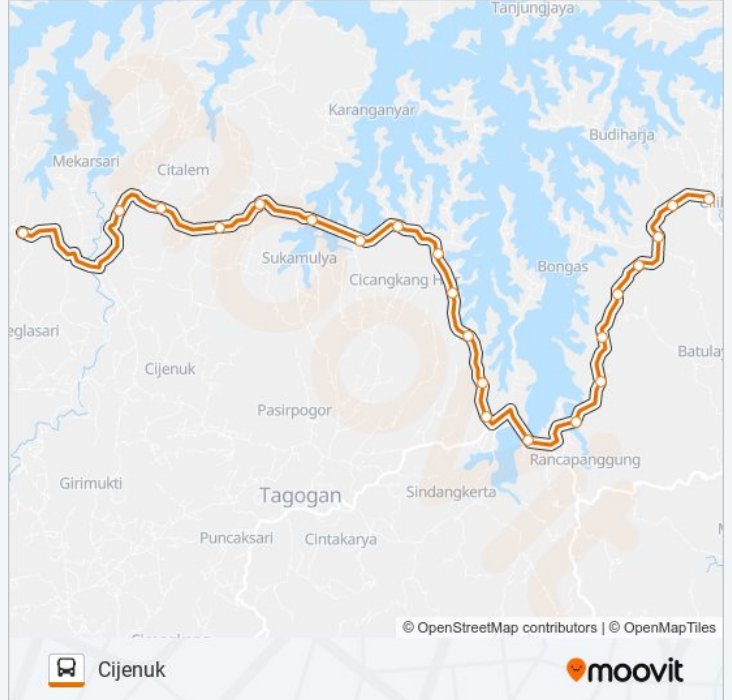 Tanjungjaya
Karanganyar
Budiharja
Mekarsari
Citalem
Sukamulya
Bongas
Cicangkang H
eglasari
Batula
Cijenuk
Pasirpogor
Rancapanggung
Girimukti
Tagogan
Sindangkerta
Puncaksari
Cintakarya
© OpenStreetMap contributors | © OpenMapTiles
Cijenuk
moovit